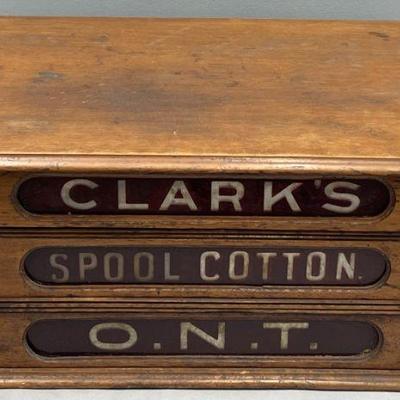 CLARK'S
SPOOL COTTON.
O.N.T.